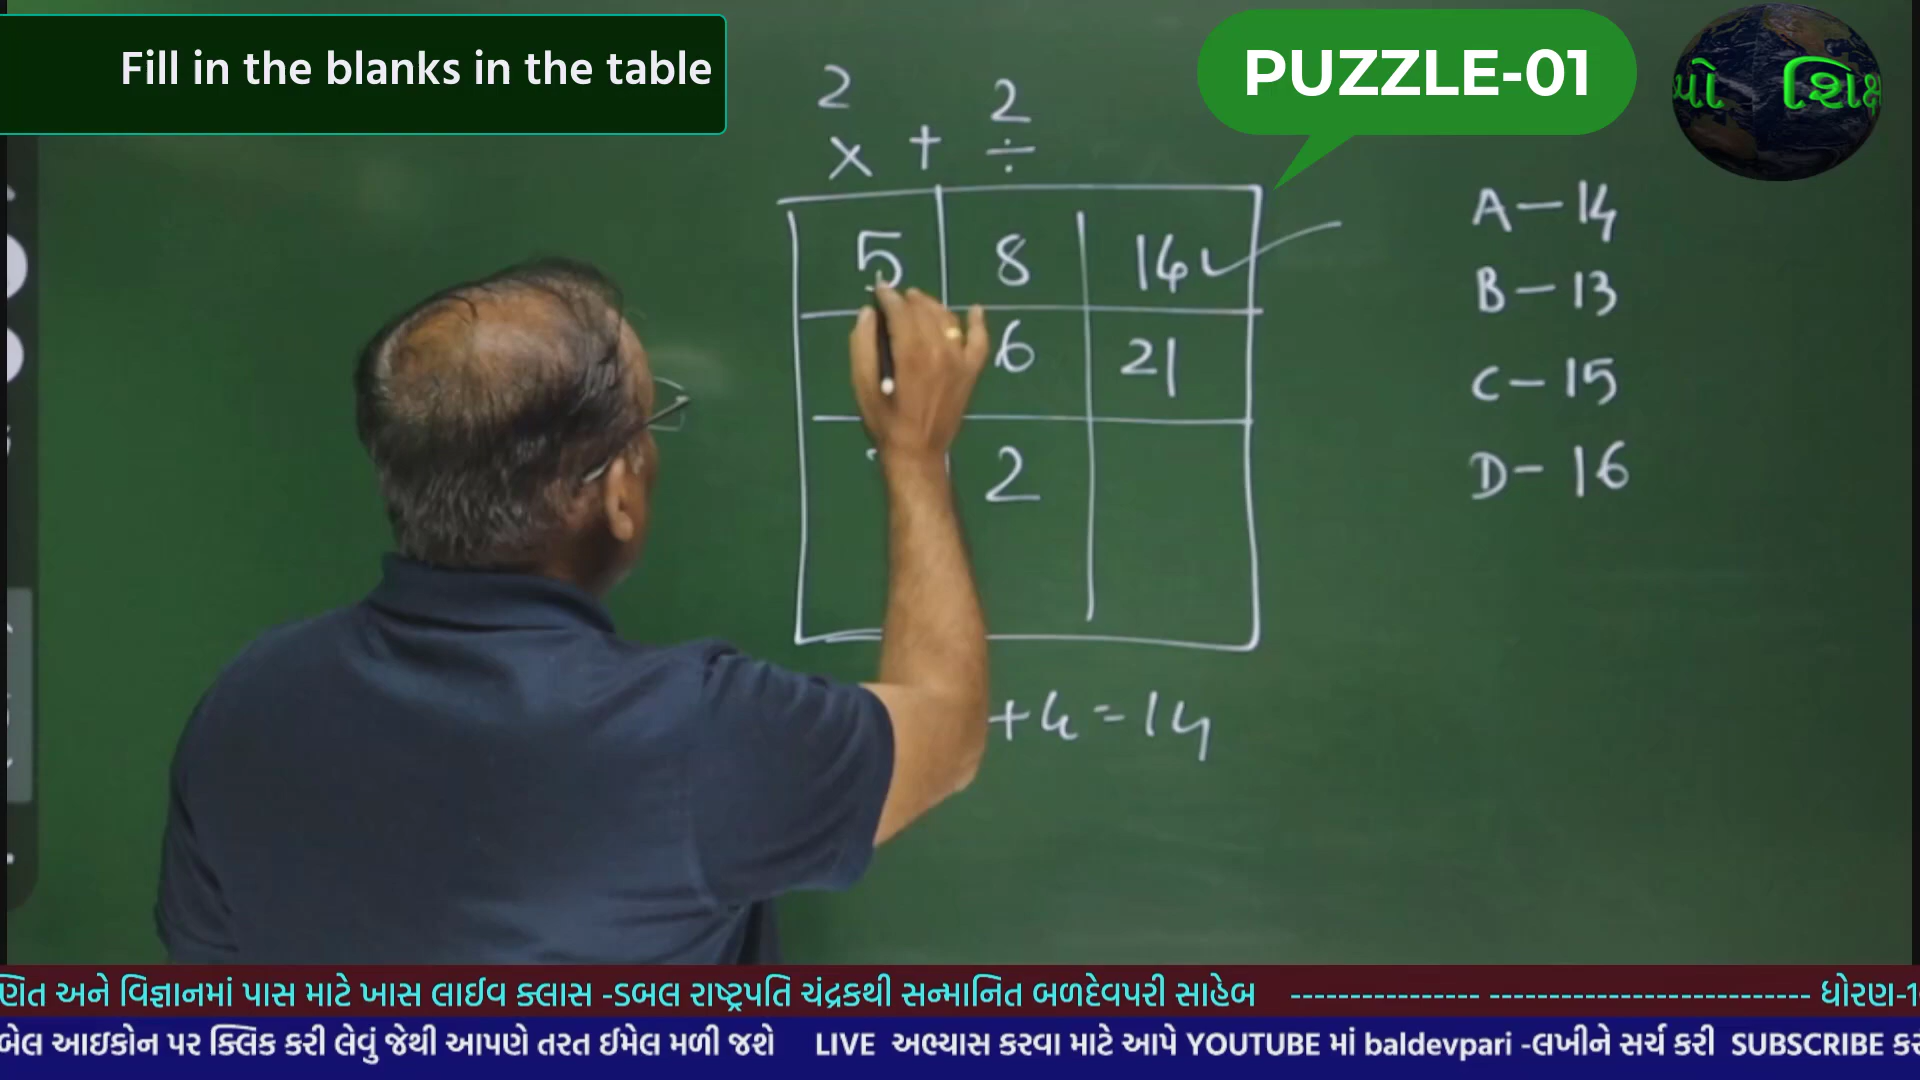 Fill in the blanks in the table
PUZZLE-01
યો શિક્ષ
2 2
x + ÷
5 8 14 ✓
6 21
2
+ 4 = 14
A - 14
B - 13
C - 15
D - 16
ણિત અને વિજ્ઞાનમાં પાસ માટે ખાસ લાઈવ ક્લાસ -ડબલ રાષ્ટ્રપતિ ચંદ્રકથી સન્માનિત બળદેવપરી સાહેબ ---------------- --------------------------- ધોરણ-1
બેલ આઇકોન પર ક્લિક કરી લેવું જેથી આપણે તરત ઈમેલ મળી જશે LIVE અભ્યાસ કરવા માટે આપે YOUTUBE માં baldevpari -લખીને સર્ચ કરી SUBSCRIBE કર